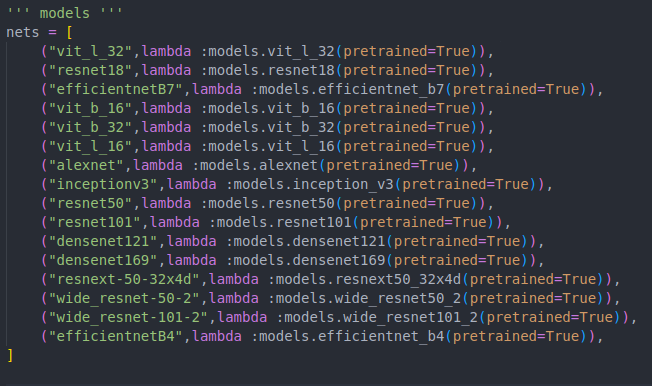 ''' models '''
nets = [
    ("vit_l_32",lambda :models.vit_l_32(pretrained=True)),
    ("resnet18",lambda :models.resnet18(pretrained=True)),
    ("efficientnetB7",lambda :models.efficientnet_b7(pretrained=True)),
    ("vit_b_16",lambda :models.vit_b_16(pretrained=True)),
    ("vit_b_32",lambda :models.vit_b_32(pretrained=True)),
    ("vit_l_16",lambda :models.vit_l_16(pretrained=True)),
    ("alexnet",lambda :models.alexnet(pretrained=True)),
    ("inceptionv3",lambda :models.inception_v3(pretrained=True)),
    ("resnet50",lambda :models.resnet50(pretrained=True)),
    ("resnet101",lambda :models.resnet101(pretrained=True)),
    ("densenet121",lambda :models.densenet121(pretrained=True)),
    ("densenet169",lambda :models.densenet169(pretrained=True)),
    ("resnext-50-32x4d",lambda :models.resnext50_32x4d(pretrained=True)),
    ("wide_resnet-50-2",lambda :models.wide_resnet50_2(pretrained=True)),
    ("wide_resnet-101-2",lambda :models.wide_resnet101_2(pretrained=True)),
    ("efficientnetB4",lambda :models.efficientnet_b4(pretrained=True)),
]